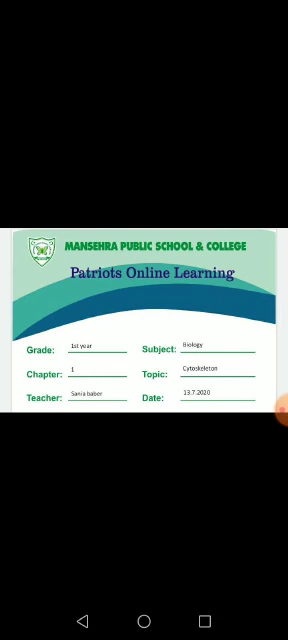 MANSEHRA PUBLIC SCHOOL & COLLEGE
Patriots Online Learning
Grade: 1st year Subject: Biology
Chapter: 1 Topic: Cytoskeleton
Teacher: Sania baber Date: 13.7.2020